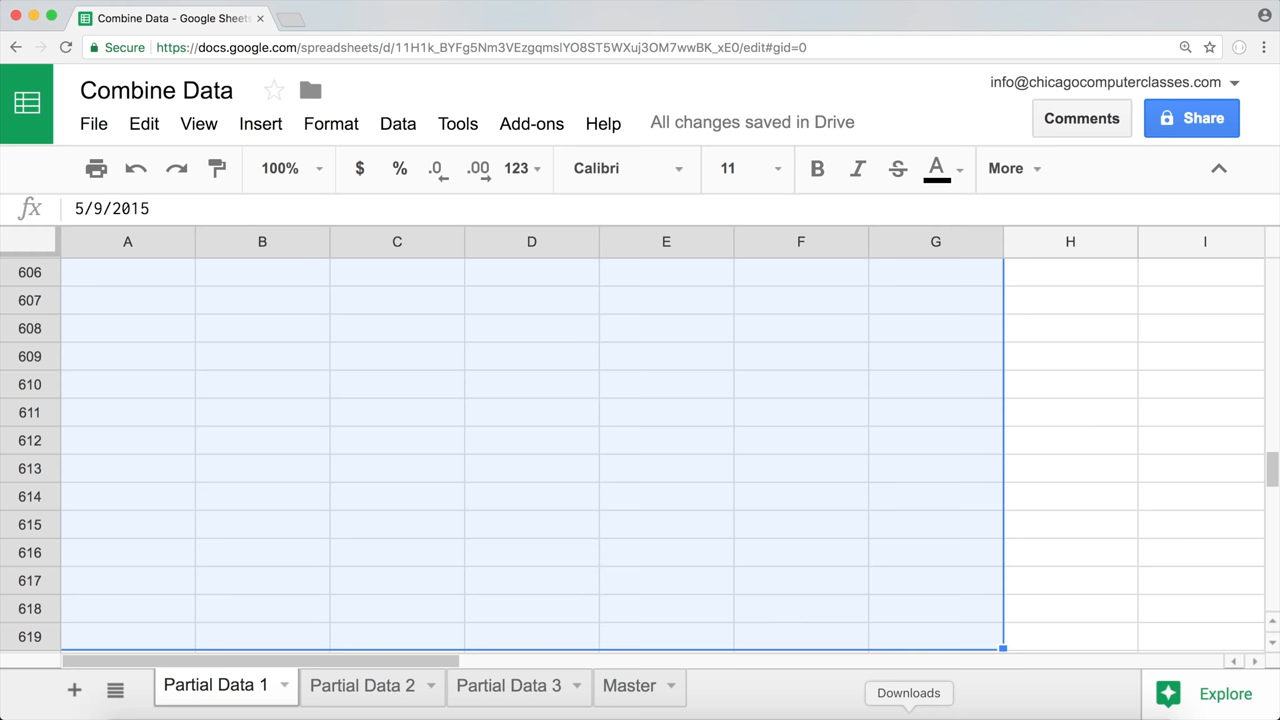 Combine Data - Google Sheets
Secure https://docs.google.com/spreadsheets/d/11H1k_BYFg5Nm3VEzgqmslYO8ST5WXuj3OM7wwBK_xE0/edit#gid=0
Combine Data
info@chicagocomputerclasses.com
File Edit View Insert Format Data Tools Add-ons Help All changes saved in Drive
Comments Share
100% $ % .0 .00 123 Calibri 11 B I S A More
fx 5/9/2015
A B C D E F G H I
606
607
608
609
610
611
612
613
614
615
616
617
618
619
Partial Data 1 Partial Data 2 Partial Data 3 Master Downloads Explore